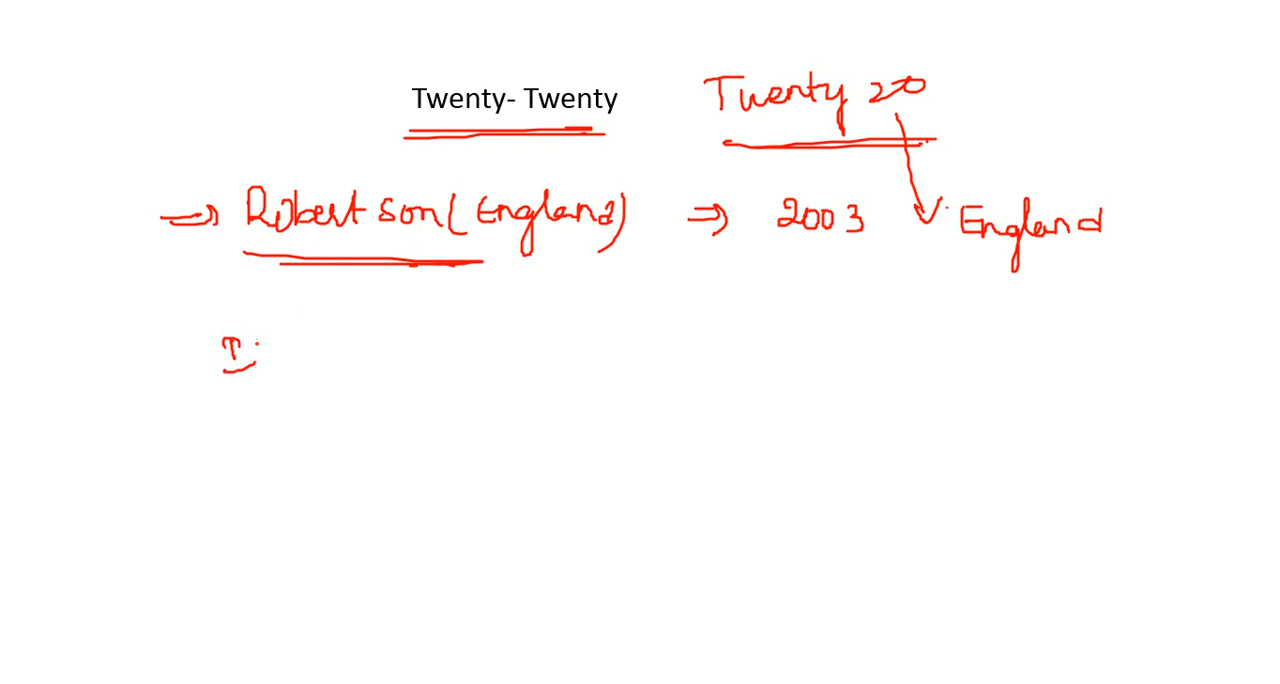 Twenty- Twenty Twenty 20
⇒ Robertson (England) ⇒ 2003 England